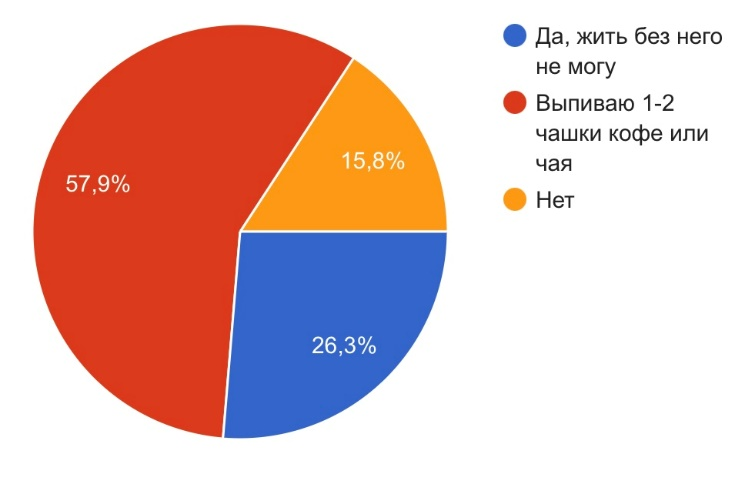 Да, жить без него
не могу
Выпиваю 1-2
чашки кофе или
чая
Нет
57,9%
15,8%
26,3%